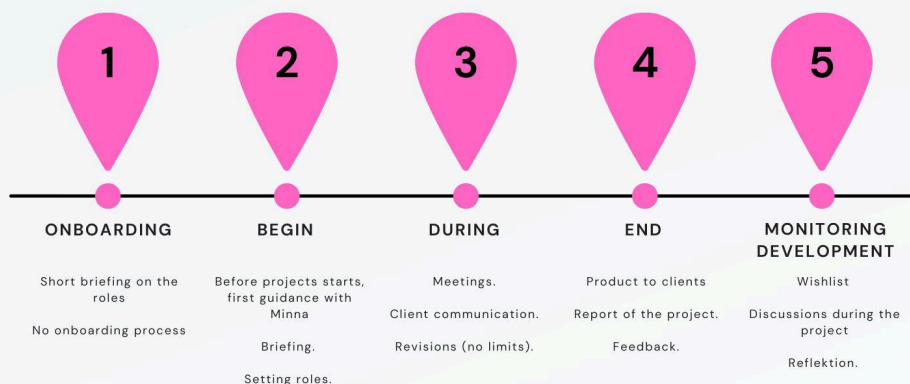 1
2
3
4
5
ONBOARDING
Short briefing on the
roles
No onboarding process
BEGIN
Before projects starts,
first guidance with
Minna
Briefing.
Setting roles.
DURING
Meetings.
Client communication.
Revisions (no limits).
END
Product to clients
Report of the project.
Feedback.
MONITORING
DEVELOPMENT
Wishlist
Discussions during the
project
Reflektion.